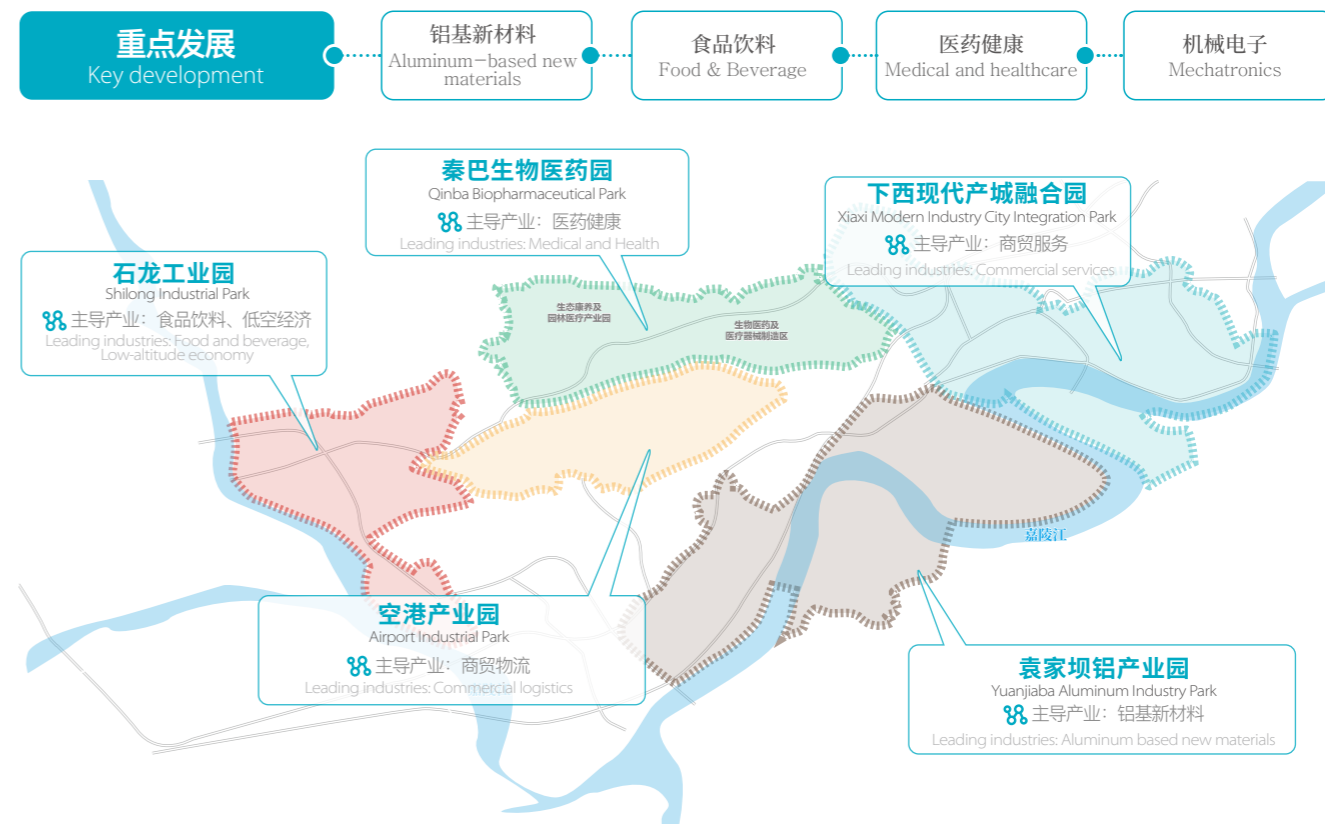 重点发展
Key development
铝基新材料
Aluminum-based new
materials
食品饮料
Food & Beverage
医药健康
Medical and healthcare
机械电子
Mechatronics
秦巴生物医药园
Qinba Biopharmaceutical Park
主导产业：医药健康
Leading industries: Medical and Health
下西现代产城融合园
Xiaxi Modern Industry City Integration Park
主导产业：商贸服务
Leading industries: Commercial services
石龙工业园
Shilong Industrial Park
主导产业：食品饮料、低空经济
Leading industries: Food and beverage,
Low-altitude economy
生态康养及
园林医疗产业园
生物医药及
医疗器械制造区
嘉陵江
空港产业园
Airport Industrial Park
主导产业：商贸物流
Leading industries: Commercial logistics
袁家坝铝产业园
Yuanjiaba Aluminum Industry Park
主导产业：铝基新材料
Leading industries: Aluminum based new materials